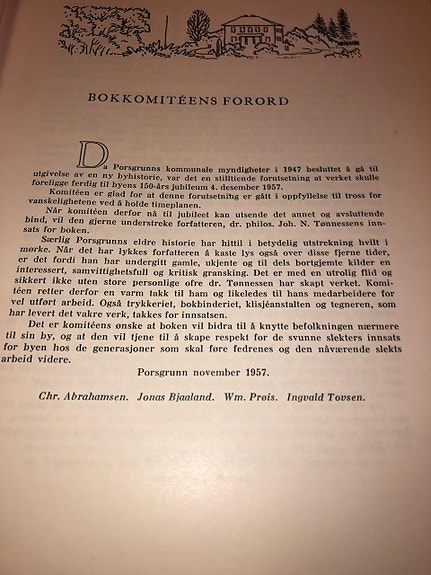 BOKKOMITÉENS FORORD
Da Porsgrunns kommunale myndigheter i 1947 besluttet å gå til
utgivelse av en ny byhistorie, var det en stilltiende forutsetning at verket skulle
foreligge ferdig til byens 150-års jubileum 4. desember 1957.
Komitéen er glad for at denne forutsetning er gått i oppfyllelse til tross for
vanskelighetene ved å holde timeplanen.
Når komitéen derfor nå til jubileet kan utsende det annet og avsluttende
bind, vil den gjerne understreke forfatteren, dr. philos. Joh. N. Tønnessens inn-
sats for boken.
Særlig Porsgrunns eldre historie har hittil i betydelig utstrekning hvilt i
mørke. Når det har lykkes forfatteren å kaste lys også over disse fjerne tider,
er det fordi han har undergitt gamle, ukjente og til dels bortgjemte kilder en
interessert, samvittighetsfull og kritisk gransking. Det er med en utrolig flid og
sikkert ikke uten store personlige ofre dr. Tønnessen har skapt verket. Komi-
téen retter derfor en varm takk til ham og likeledes til hans medarbeidere for
vel utført arbeid. Også trykkeriet, bokbinderiet, klisjéanstalten og tegneren, som
har levert det vakre verk, takkes for innsatsen.
Det er komitéens ønske at boken vil bidra til å knytte befolkningen nærmere
til sin by, og at den vil tjene til å skape respekt for de svunne slekters innsats
for byen hos de generasjoner som skal føre fedrenes og den nåværende slekts
arbeid videre.
Porsgrunn november 1957.
Chr. Abrahamsen. Jonas Bjaaland. Wm. Prøis. Ingvald Tovsen.